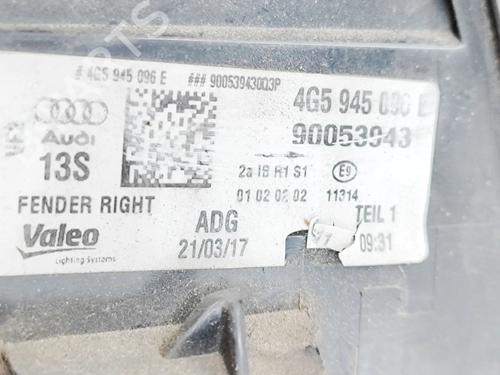 # 4G5 945 096 E ### 90053943003P
4G5 945 096 E
Audi
90053943
13S
2a IB R1 S1 E9
01 02 02 02 11314
FENDER RIGHT
ADG
TEIL 1
Valeo
21/03/17
09:31
Lighting Systems